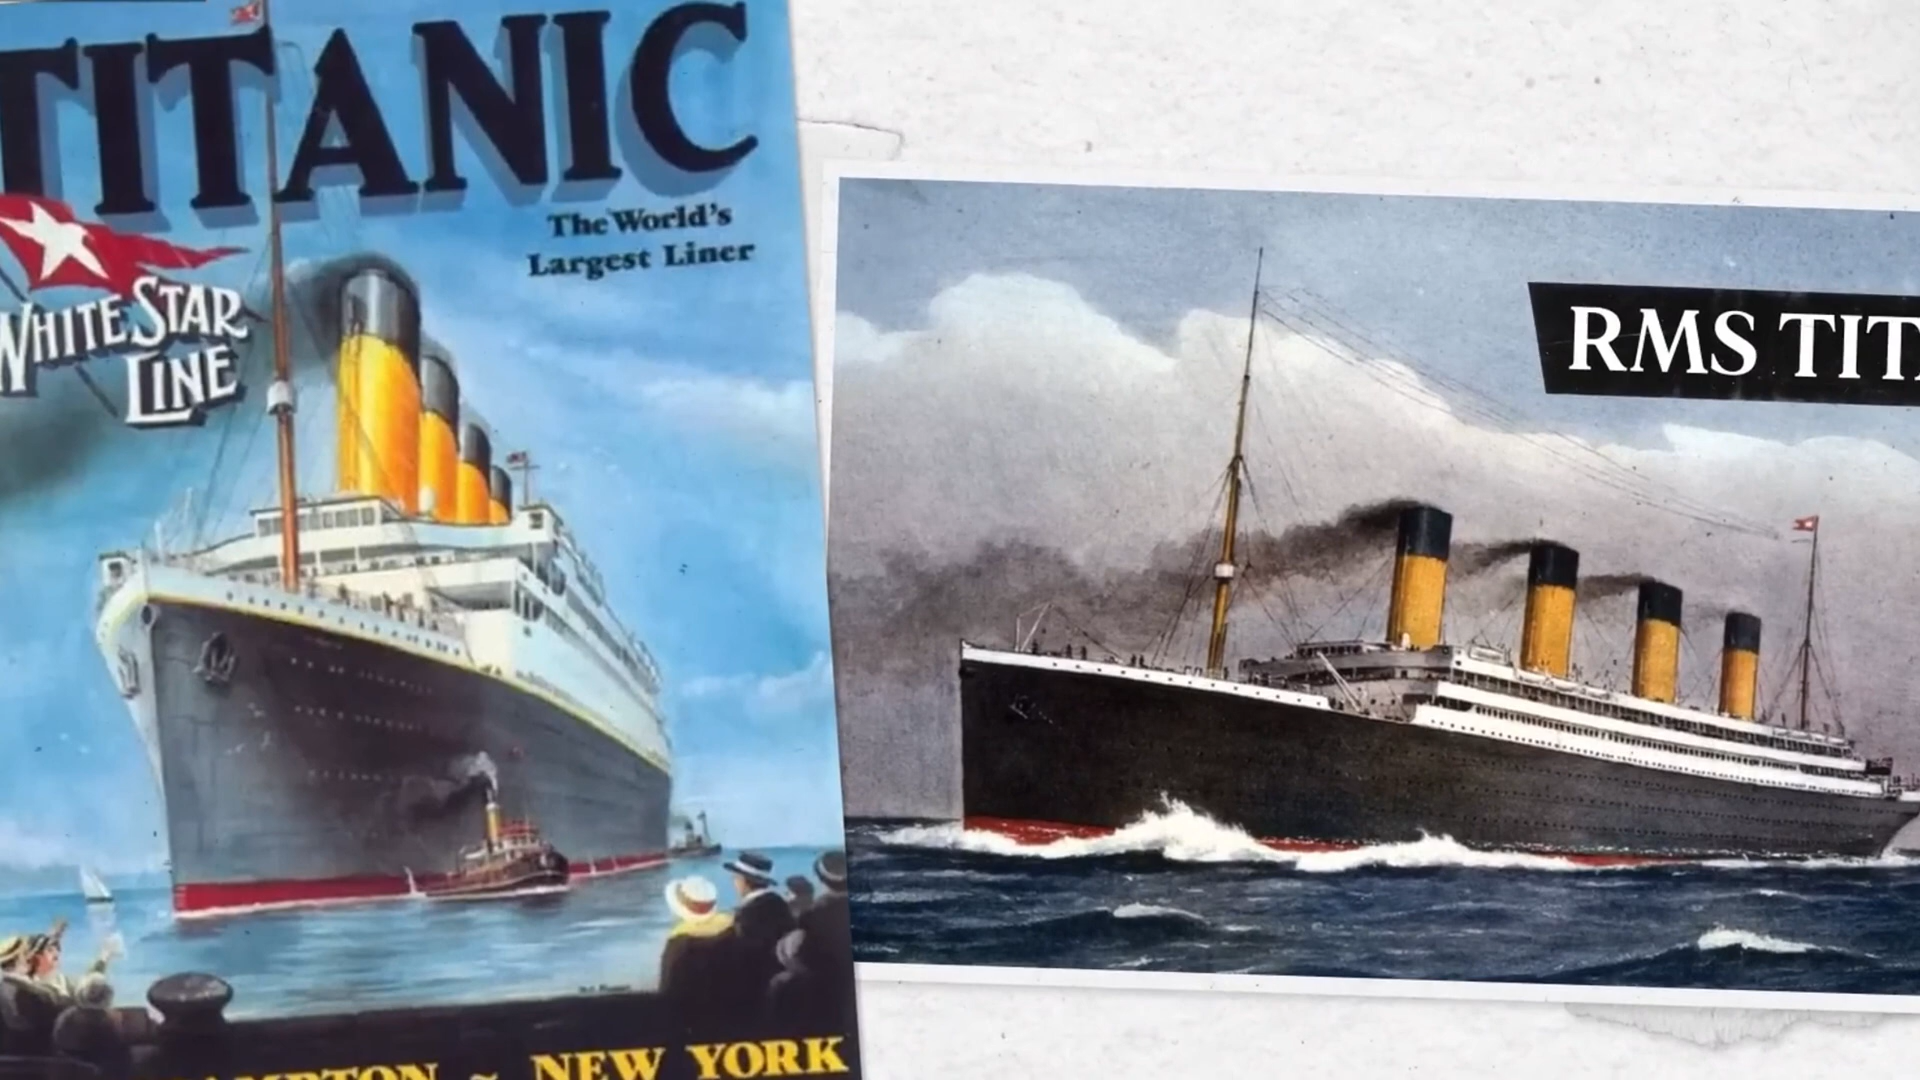 TITANIC
The World's
Largest Liner
WHITE STAR
LINE
NEW YORK
RMS TIT